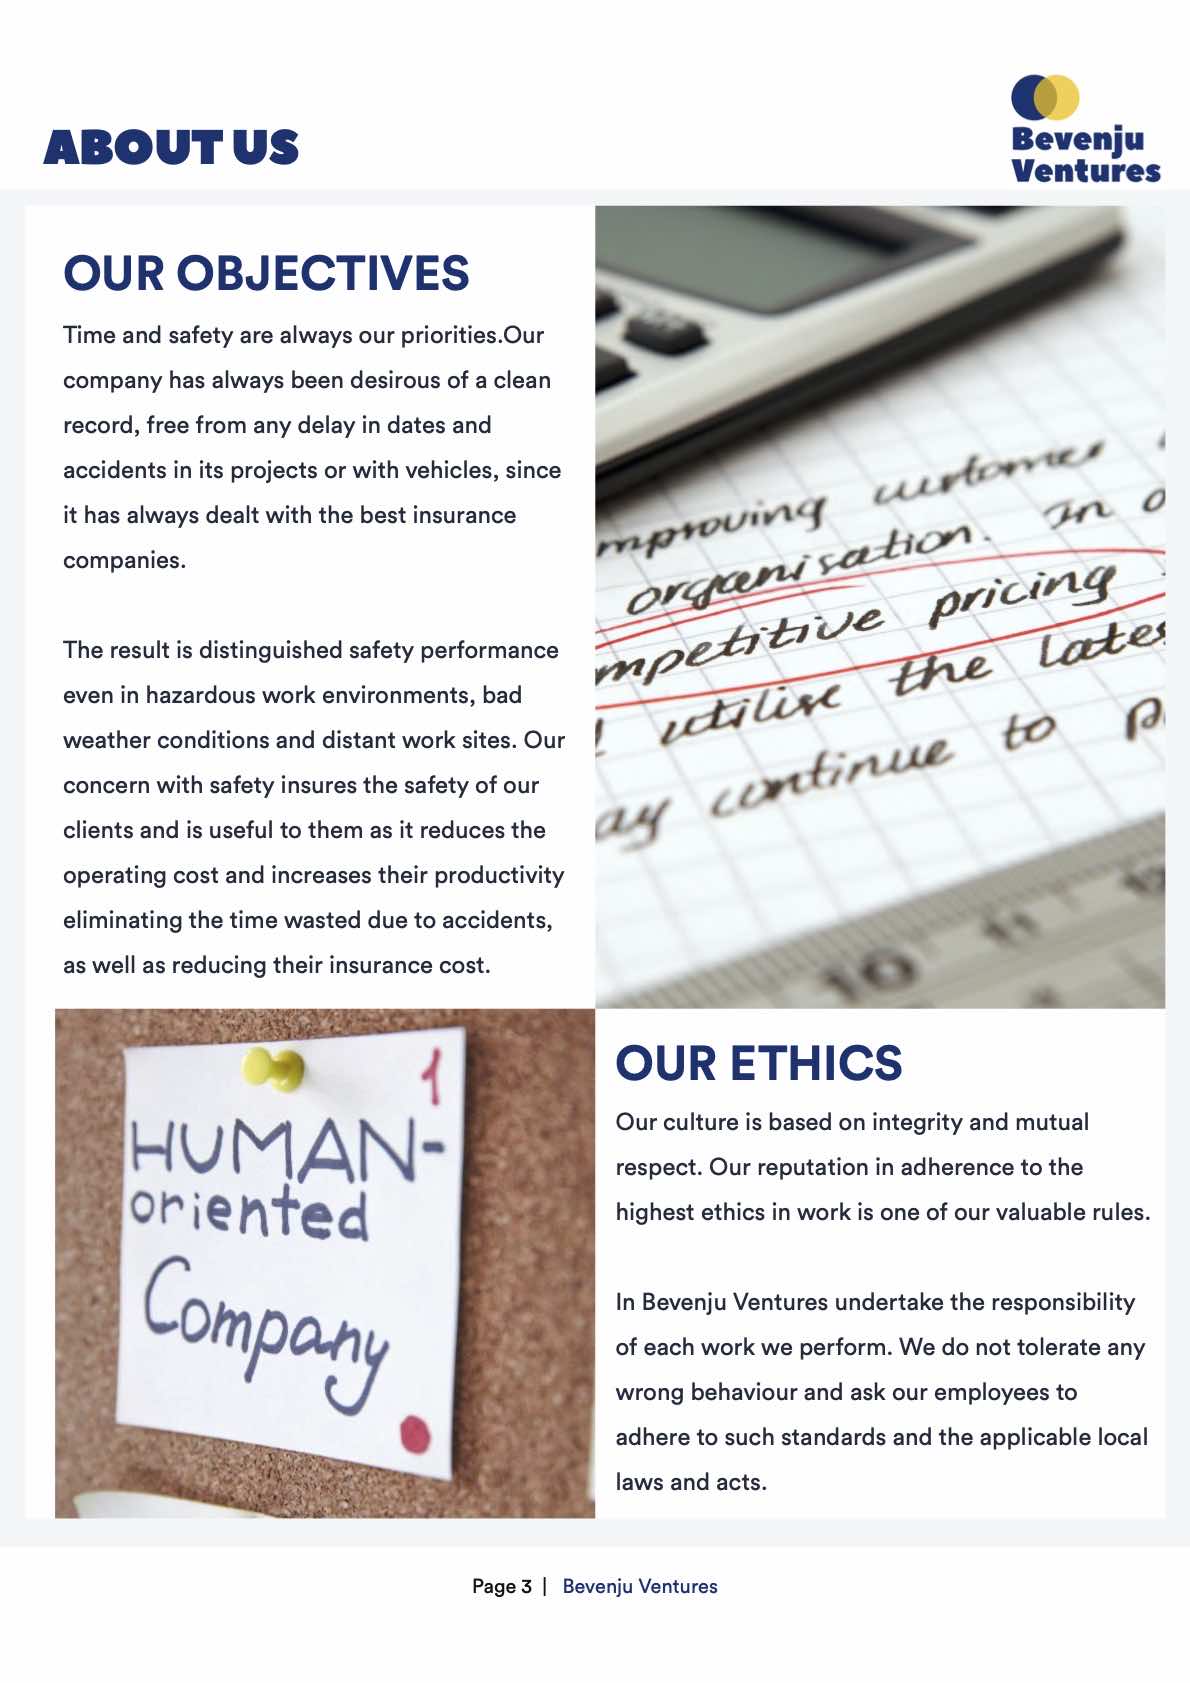 ABOUT US
Bevenju
Ventures
OUR OBJECTIVES
Time and safety are always our priorities.Our
company has always been desirous of a clean
record, free from any delay in dates and
accidents in its projects or with vehicles, since
it has always dealt with the best insurance
companies.
The result is distinguished safety performance
even in hazardous work environments, bad
weather conditions and distant work sites. Our
concern with safety insures the safety of our
clients and is useful to them as it reduces the
operating cost and increases their productivity
eliminating the time wasted due to accidents,
as well as reducing their insurance cost.
mproving customer
organisation. In o
mpetitive pricing
utilise the lates
ay continue to p
10 11 12
1
HUMAN-
oriented
Company
OUR ETHICS
Our culture is based on integrity and mutual
respect. Our reputation in adherence to the
highest ethics in work is one of our valuable rules.
In Bevenju Ventures undertake the responsibility
of each work we perform. We do not tolerate any
wrong behaviour and ask our employees to
adhere to such standards and the applicable local
laws and acts.
Page 3 | Bevenju Ventures